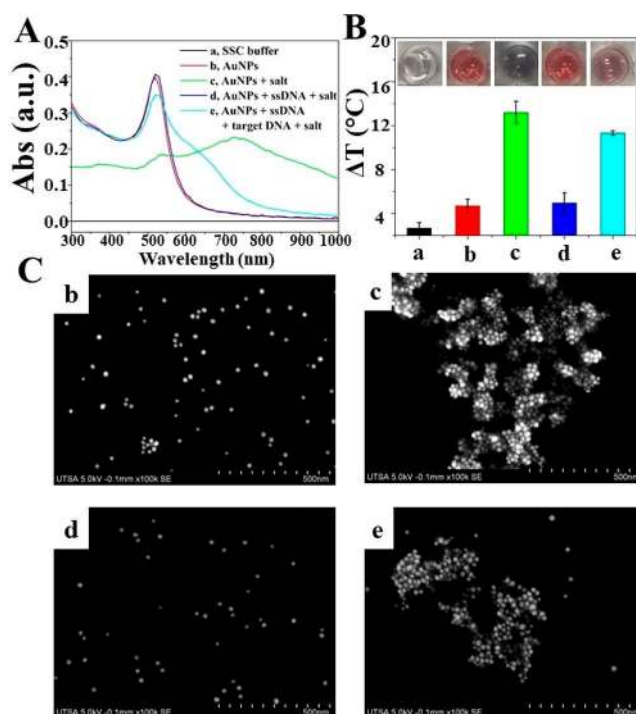 A
Abs (a.u.)
0.5
0.4
0.3
0.2
0.1
0.0
a, SSC buffer
b, AuNPs
c, AuNPs + salt
d, AuNPs + ssDNA + salt
e, AuNPs + ssDNA
+ target DNA + salt
300 400 500 600 700 800 900 1000
Wavelength (nm)
B
ΔT (°C)
20
16
12
8
4
a b c d e
C
b
UTSA 5.0kV -0.1mm x100k SE 500nm
c
UTSA 5.0kV -0.1mm x100k SE 500nm
d
UTSA 5.0kV -0.1mm x100k SE 500nm
e
UTSA 5.0kV -0.1mm x100k SE 500nm